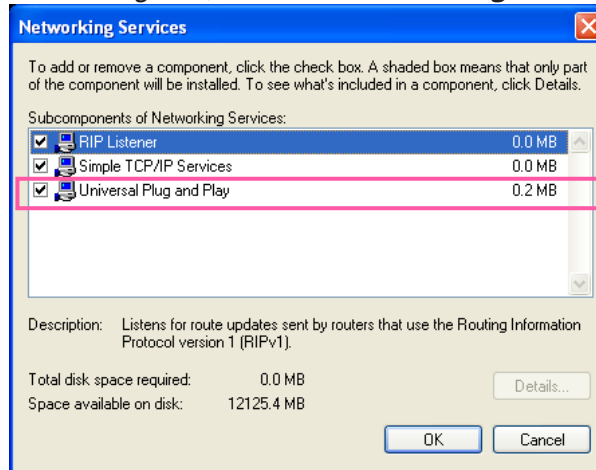 Networking Services
To add or remove a component, click the check box. A shaded box means that only part
of the component will be installed. To see what's included in a component, click Details.
Subcomponents of Networking Services:
RIP Listener 0.0 MB
Simple TCP/IP Services 0.0 MB
Universal Plug and Play 0.2 MB
Description: Listens for route updates sent by routers that use the Routing Information
Protocol version 1 (RIPv1).
Total disk space required: 0.0 MB
Details...
Space available on disk: 12125.4 MB
OK Cancel